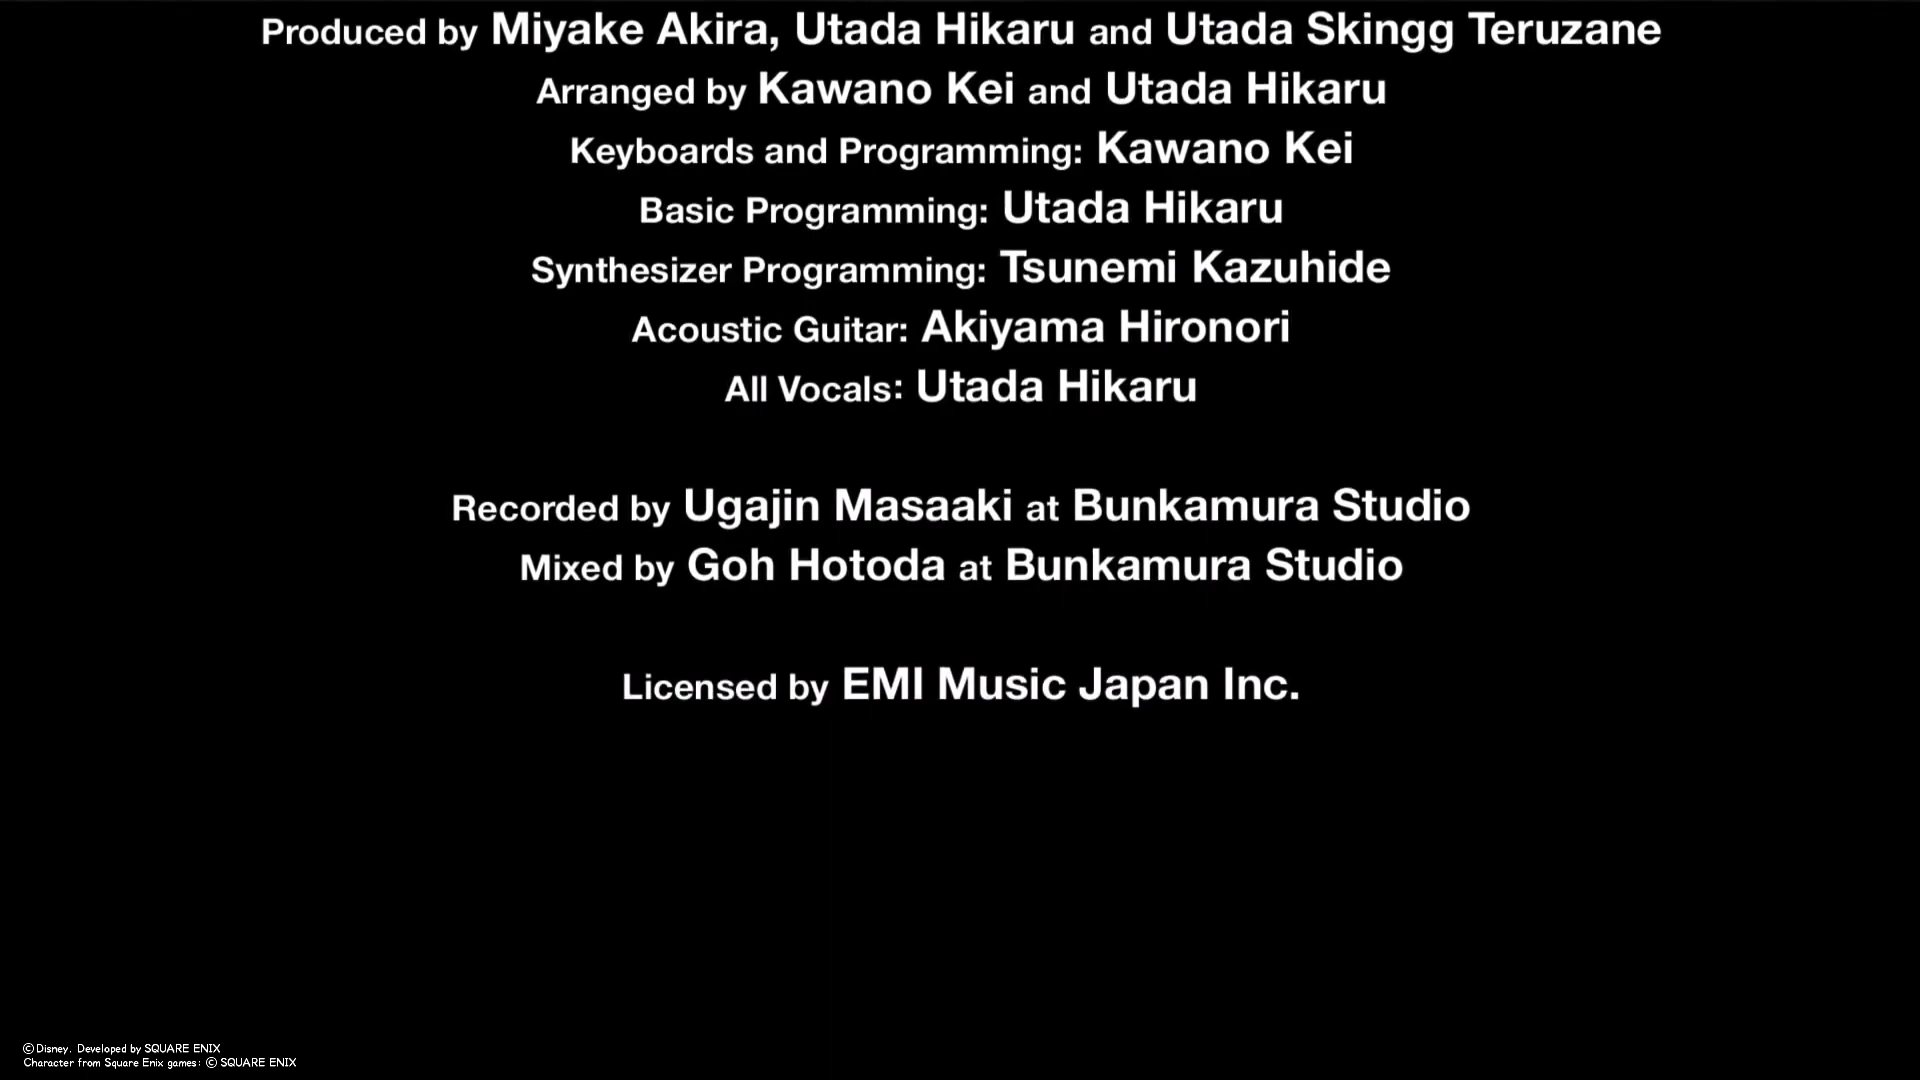 Produced by Miyake Akira, Utada Hikaru and Utada Skingg Teruzane
Arranged by Kawano Kei and Utada Hikaru
Keyboards and Programming: Kawano Kei
Basic Programming: Utada Hikaru
Synthesizer Programming: Tsunemi Kazuhide
Acoustic Guitar: Akiyama Hironori
All Vocals: Utada Hikaru
Recorded by Ugajin Masaaki at Bunkamura Studio
Mixed by Goh Hotoda at Bunkamura Studio
Licensed by EMI Music Japan Inc.
©Disney. Developed by SQUARE ENIX
Character from Square Enix games: © SQUARE ENIX